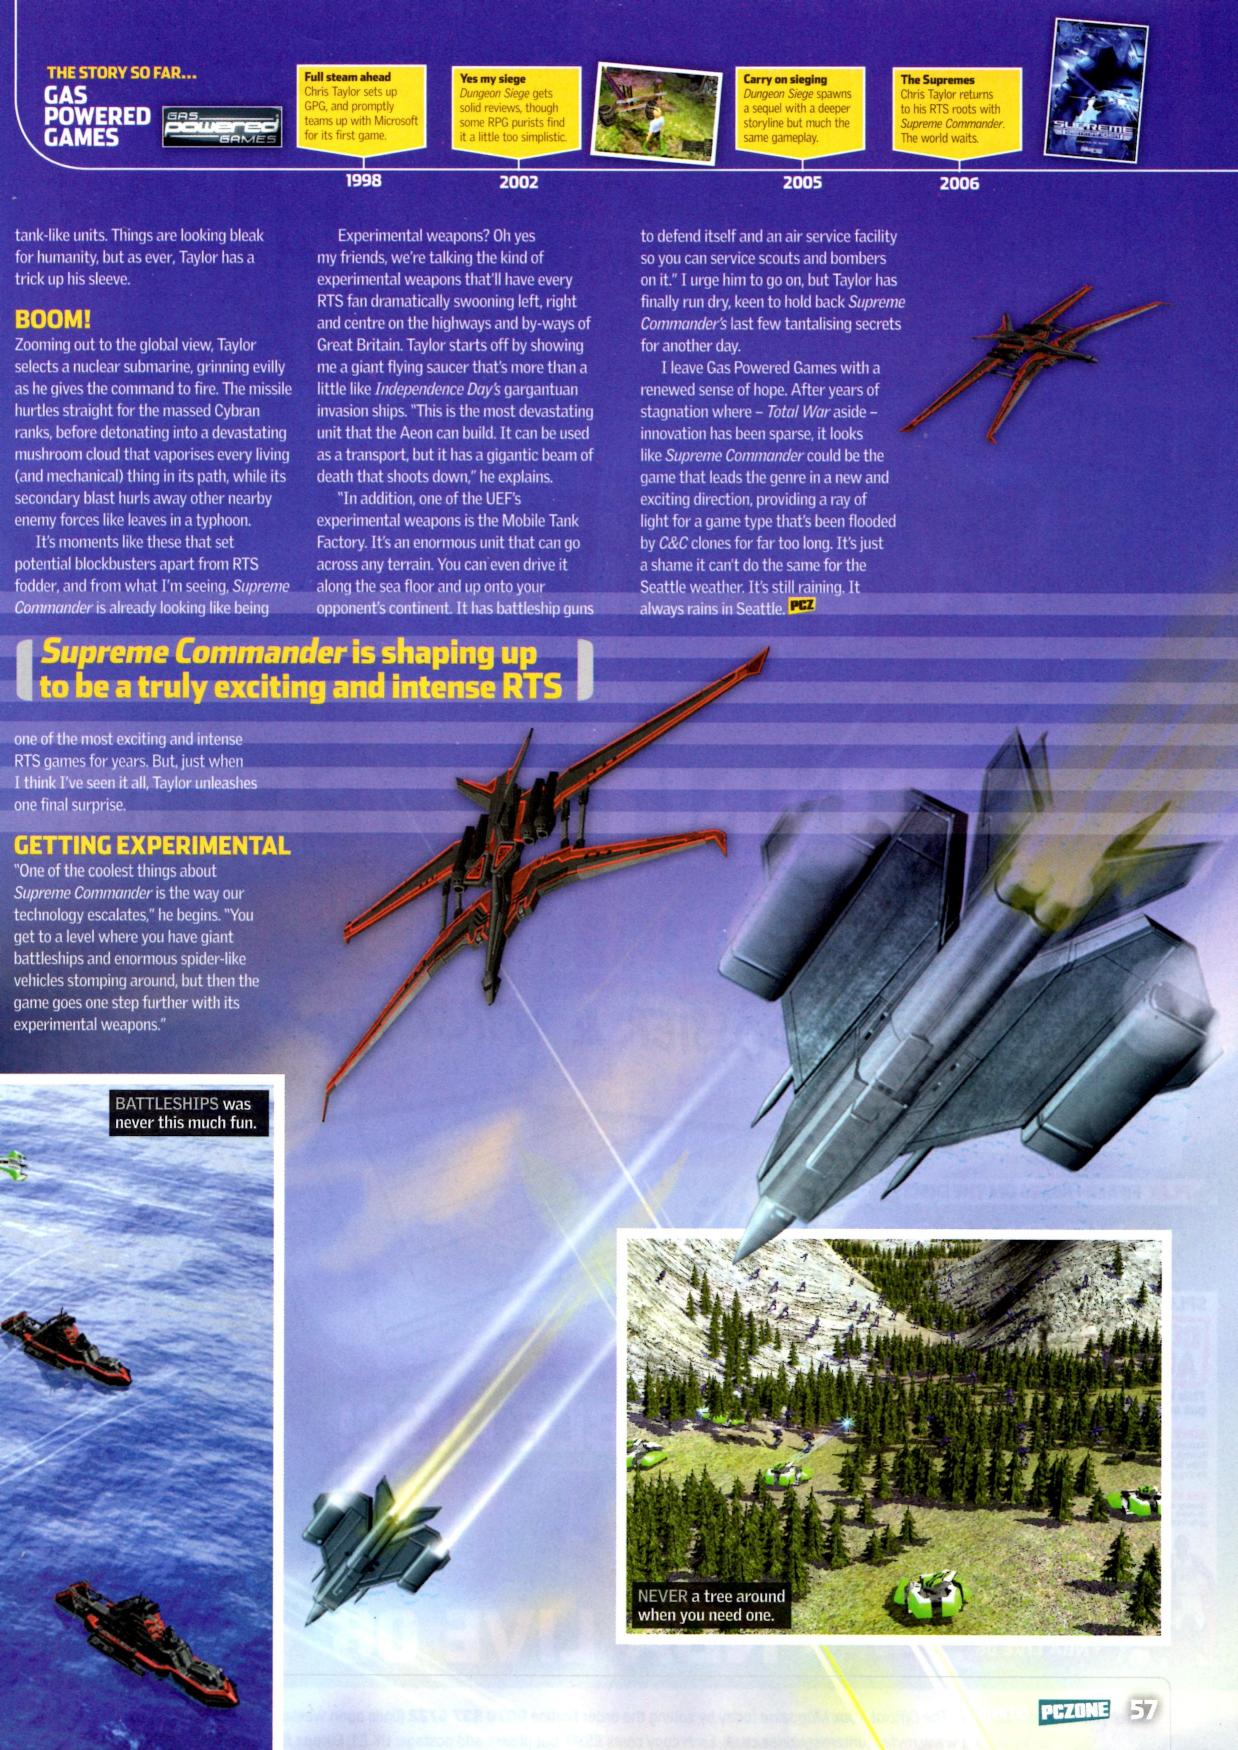 THE STORY SO FAR...
GAS
POWERED
GAMES
GAS
powered
GAMES
Full steam ahead
Chris Taylor sets up
GPG, and promptly
teams up with Microsoft
for its first game.
1998
Yes my siege
Dungeon Siege gets
solid reviews, though
some RPG purists find
it a little too simplistic.
2002
Carry on sieging
Dungeon Siege spawns
a sequel with a deeper
storyline but much the
same gameplay.
2005
The Supremes
Chris Taylor returns
to his RTS roots with
Supreme Commander.
The world waits.
2006
SUPREME
COMMANDER
tank-like units. Things are looking bleak
for humanity, but as ever, Taylor has a
trick up his sleeve.
BOOM!
Zooming out to the global view, Taylor
selects a nuclear submarine, grinning evilly
as he gives the command to fire. The missile
hurtles straight for the massed Cybran
ranks, before detonating into a devastating
mushroom cloud that vaporises every living
(and mechanical) thing in its path, while its
secondary blast hurls away other nearby
enemy forces like leaves in a typhoon.
It's moments like these that set
potential blockbusters apart from RTS
fodder, and from what I'm seeing, Supreme
Commander is already looking like being
Supreme Commander is shaping up
to be a truly exciting and intense RTS
one of the most exciting and intense
RTS games for years. But, just when
I think I've seen it all, Taylor unleashes
one final surprise.
GETTING EXPERIMENTAL
"One of the coolest things about
Supreme Commander is the way our
technology escalates," he begins. "You
get to a level where you have giant
battleships and enormous spider-like
vehicles stomping around, but then the
game goes one step further with its
experimental weapons."
Experimental weapons? Oh yes
my friends, we're talking the kind of
experimental weapons that'll have every
RTS fan dramatically swooning left, right
and centre on the highways and by-ways of
Great Britain. Taylor starts off by showing
me a giant flying saucer that's more than a
little like Independence Day's gargantuan
invasion ships. "This is the most devastating
unit that the Aeon can build. It can be used
as a transport, but it has a gigantic beam of
death that shoots down," he explains.
"In addition, one of the UEF's
experimental weapons is the Mobile Tank
Factory. It's an enormous unit that can go
across any terrain. You can even drive it
along the sea floor and up onto your
opponent's continent. It has battleship guns
to defend itself and an air service facility
so you can service scouts and bombers
on it." I urge him to go on, but Taylor has
finally run dry, keen to hold back Supreme
Commander's last few tantalising secrets
for another day.
I leave Gas Powered Games with a
renewed sense of hope. After years of
stagnation where – Total War aside –
innovation has been sparse, it looks
like Supreme Commander could be the
game that leads the genre in a new and
exciting direction, providing a ray of
light for a game type that's been flooded
by C&C clones for far too long. It's just
a shame it can't do the same for the
Seattle weather. It's still raining. It
always rains in Seattle. PCZ
BATTLESHIPS was
never this much fun.
NEVER a tree around
when you need one.
PCZONE 57